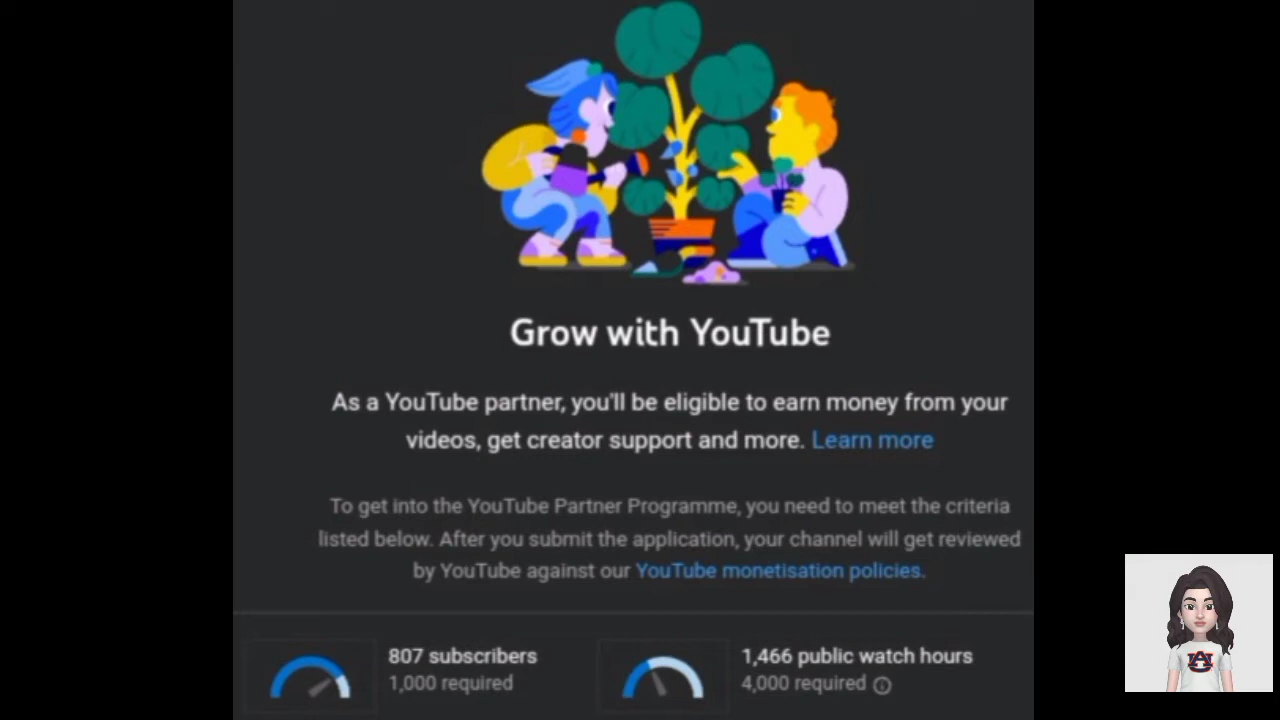 Grow with YouTube
As a YouTube partner, you'll be eligible to earn money from your
videos, get creator support and more. Learn more
To get into the YouTube Partner Programme, you need to meet the criteria
listed below. After you submit the application, your channel will get reviewed
by YouTube against our YouTube monetisation policies.
807 subscribers
1,000 required
1,466 public watch hours
4,000 required
AU